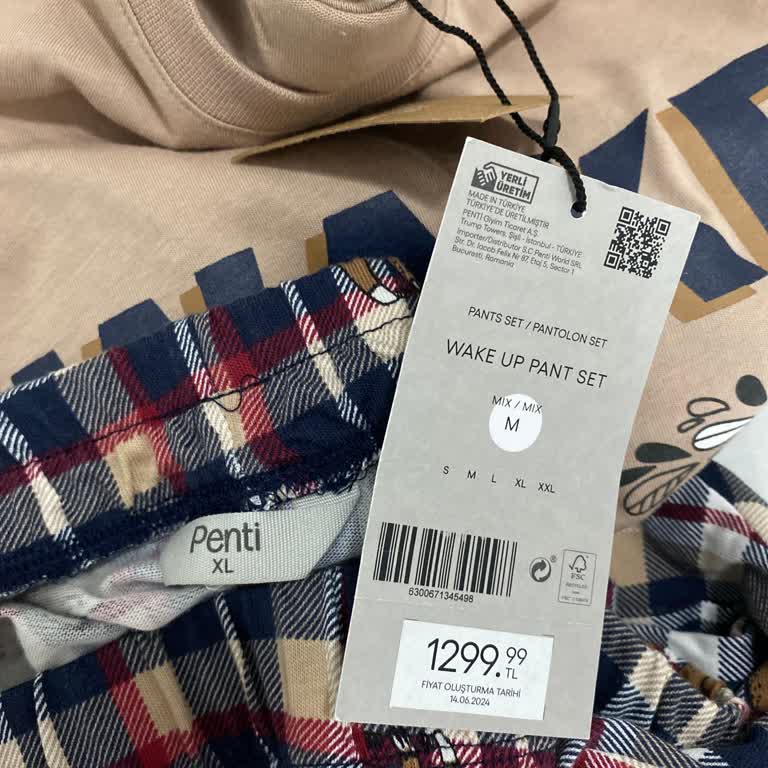 YERLİ
ÜRETİM
MADE IN TÜRKİYE
TÜRKİYE'DE ÜRETİLMİŞTİR
PENTİ Giyim Ticaret A.Ş.
Trump Towers, Şişli - İstanbul - TÜRKİYE
Importer/Distributor S.C Penti World SRL
Str. Dr. Iacob Felix Nr 87 Etaj 5, Sector 1
Bucuresti, Romania
PANTS SET / PANTOLON SET
WAKE UP PANT SET
MIX / MIX
M
S M L XL XXL
6300671345498
FSC
1299.99
TL
FİYAT OLUŞTURMA TARİHİ
14.06.2024
Penti
XL